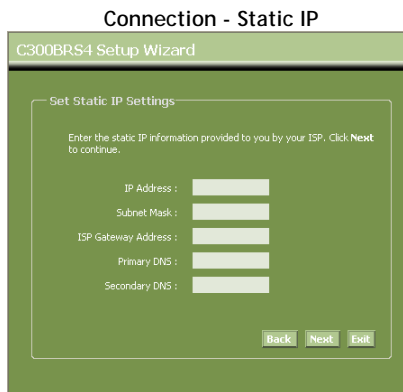 Connection - Static IP
C300BRS4 Setup Wizard
Set Static IP Settings
Enter the static IP information provided to you by your ISP. Click Next
to continue.
IP Address :
Subnet Mask :
ISP Gateway Address :
Primary DNS :
Secondary DNS :
Back Next Exit